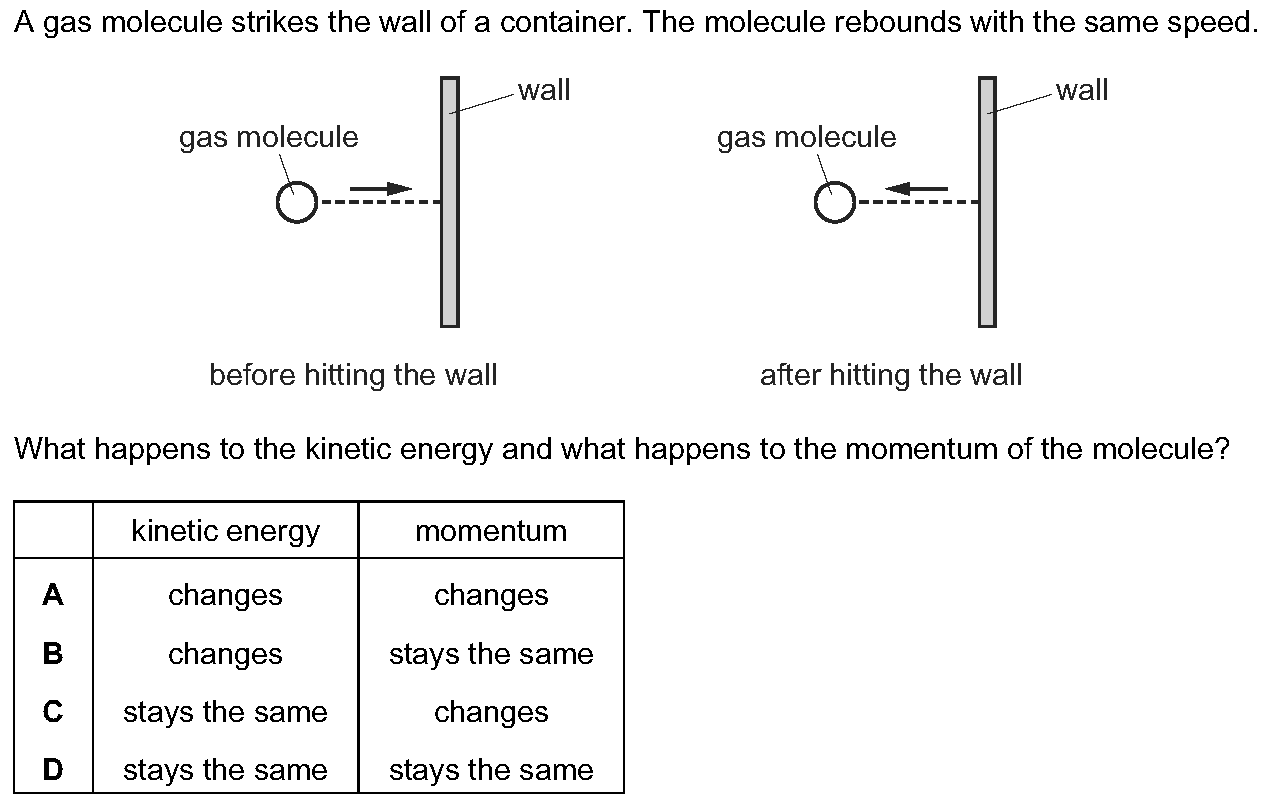 A gas molecule strikes the wall of a container. The molecule rebounds with the same speed.
wall
gas molecule
before hitting the wall
wall
gas molecule
after hitting the wall
What happens to the kinetic energy and what happens to the momentum of the molecule?
kinetic energy momentum
A changes changes
B changes stays the same
C stays the same changes
D stays the same stays the same